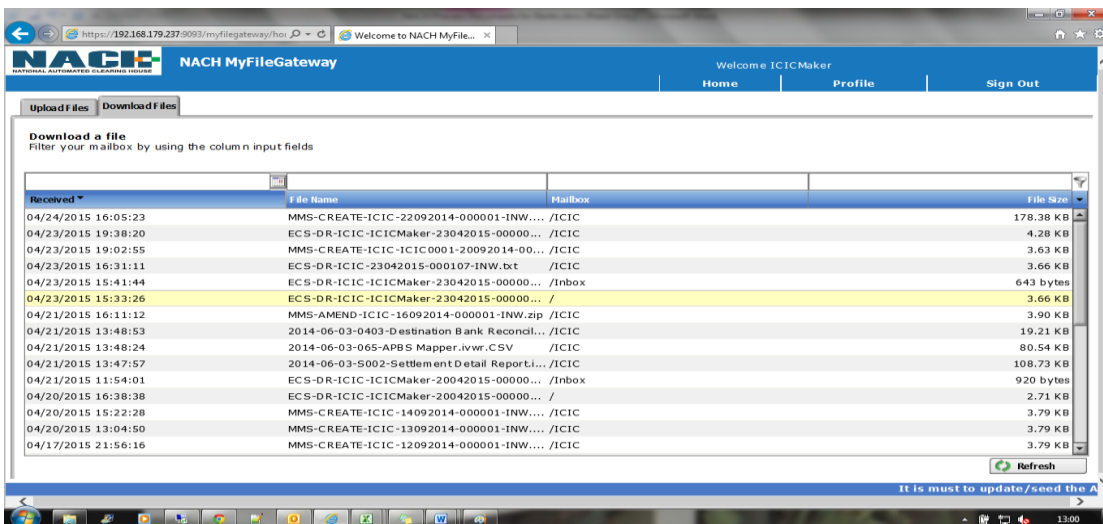 https://192.168.179.237:9093/myfilegateway/hou
Welcome to NACH MyFile...
NACH
NATIONAL AUTOMATED CLEARING HOUSE
NACH MyFileGateway
Welcome ICICMaker
Home Profile Sign Out
Upload Files Download Files
Download a file
Filter your mailbox by using the column input fields
Received File Name Mailbox File Size
04/24/2015 16:05:23 MMS-CREATE-ICIC-22092014-000001-INW.... /ICIC 178.38 KB
04/23/2015 19:38:20 ECS-DR-ICIC-ICICMaker-23042015-00000... /ICIC 4.28 KB
04/23/2015 19:02:55 MMS-CREATE-ICIC-ICIC0001-20092014-00... /ICIC 3.63 KB
04/23/2015 16:31:11 ECS-DR-ICIC-23042015-000107-INW.txt /ICIC 3.66 KB
04/23/2015 15:41:44 ECS-DR-ICIC-ICICMaker-23042015-00000... /Inbox 643 bytes
04/23/2015 15:33:26 ECS-DR-ICIC-ICICMaker-23042015-00000... / 3.66 KB
04/21/2015 16:11:12 MMS-AMEND-ICIC-16092014-000001-INW.zip /ICIC 3.90 KB
04/21/2015 13:48:53 2014-06-03-0403-Destination Bank Reconcil... /ICIC 19.21 KB
04/21/2015 13:48:24 2014-06-03-065-APBS Mapper.ivwr.CSV /ICIC 80.54 KB
04/21/2015 13:47:57 2014-06-03-S002-Settlement Detail Report.i... /ICIC 108.73 KB
04/21/2015 11:54:01 ECS-DR-ICIC-ICICMaker-20042015-00000... /Inbox 920 bytes
04/20/2015 16:38:38 ECS-DR-ICIC-ICICMaker-20042015-00000... / 2.71 KB
04/20/2015 15:22:28 MMS-CREATE-ICIC-14092014-000001-INW.... /ICIC 3.79 KB
04/20/2015 13:04:50 MMS-CREATE-ICIC-13092014-000001-INW.... /ICIC 3.79 KB
04/17/2015 21:56:16 MMS-CREATE-ICIC-12092014-000001-INW.... /ICIC 3.79 KB
Refresh
It is must to update/seed the A
13:00